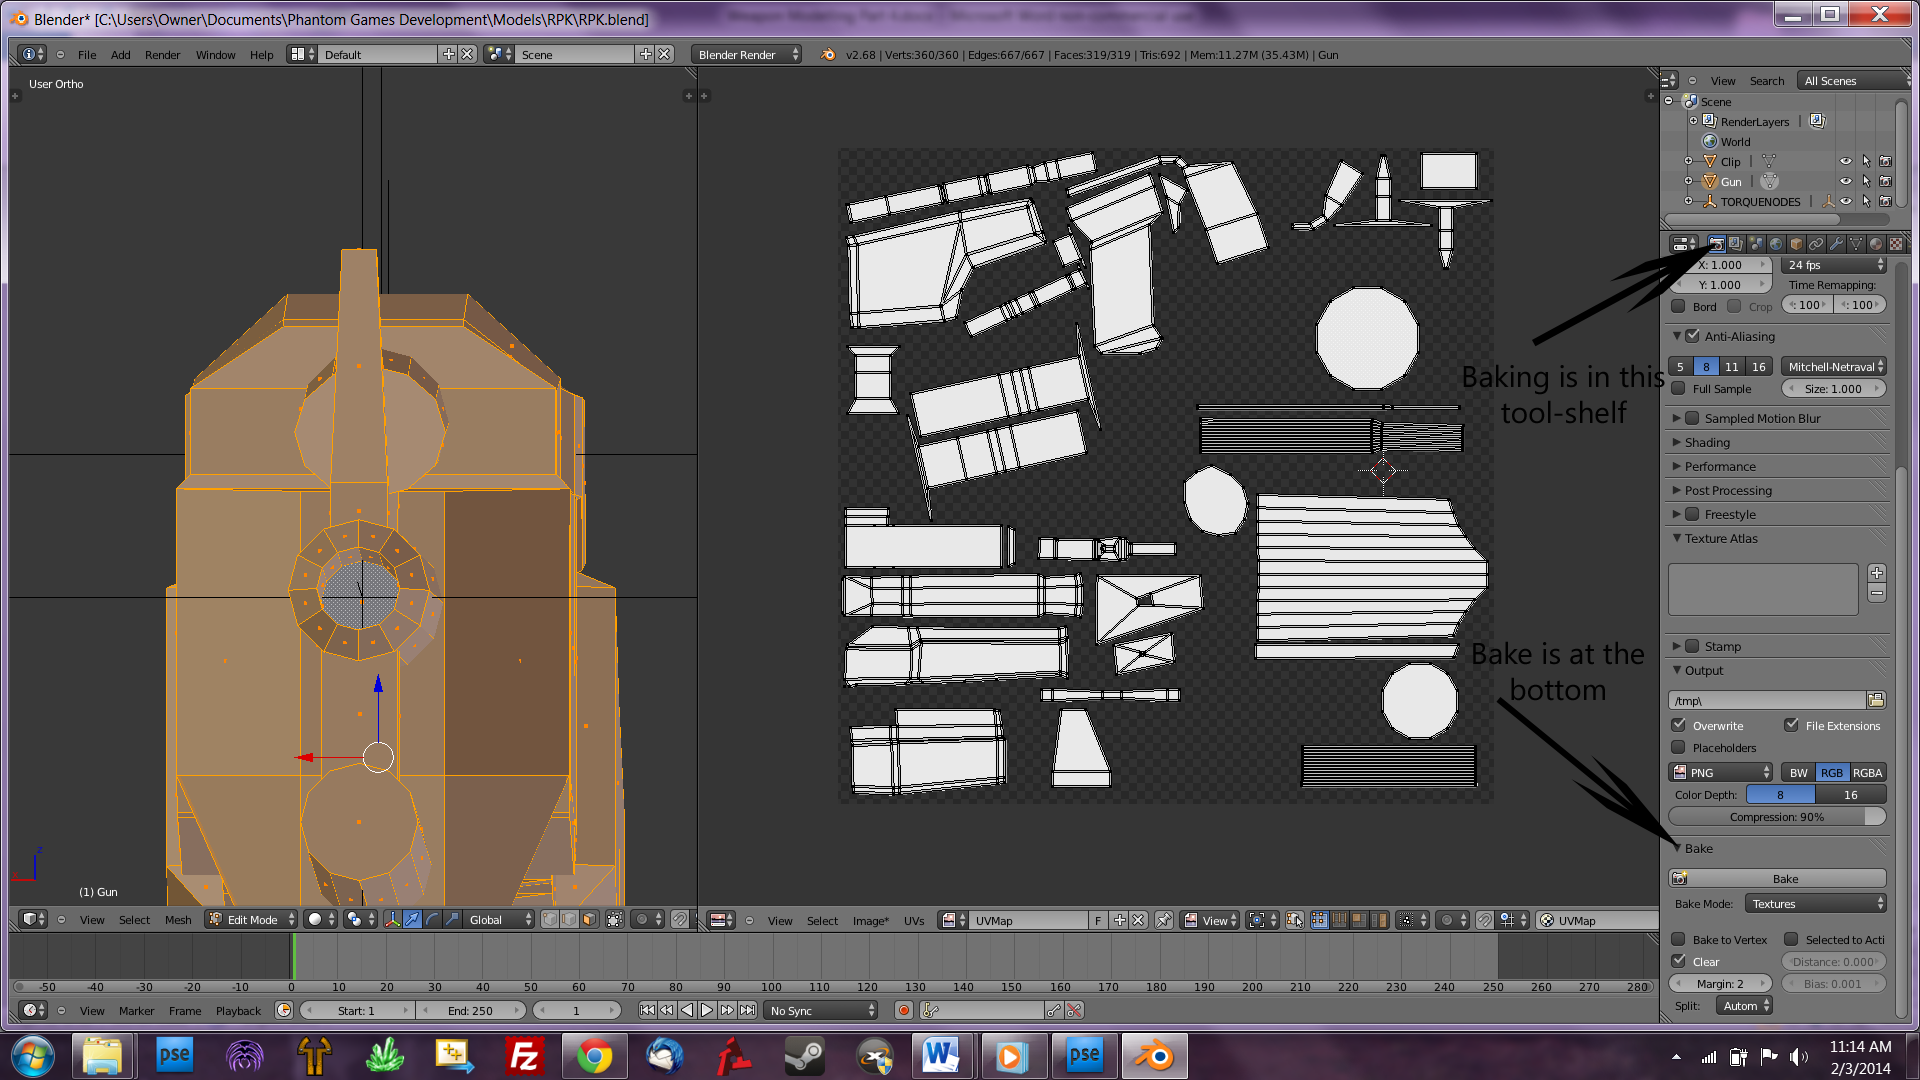 Blender* [C:\Users\Owner\Documents\Phantom Games Development\Models\RPK\RPK.blend]
File Add Render Window Help Default Scene Blender Render v2.68 | Verts:360/360 | Edges:667/667 | Faces:319/319 | Tris:692 | Mem:11.27M (35.43M) | Gun
User Ortho
View Search All Scenes
Scene
RenderLayers
World
Clip
Gun
TORQUENODES
X: 1.000 24 fps
Y: 1.000 Time Remapping:
Bord Crop : 100 : 100
Anti-Aliasing
5 8 11 16 Mitchell-Netraval
Full Sample Size: 1.000
Baking is in this
tool-shelf
Sampled Motion Blur
Shading
Performance
Post Processing
Freestyle
Texture Atlas
Stamp
Bake is at the
bottom
Output
/tmp\
Overwrite File Extensions
Placeholders
PNG BW RGB RGBA
Color Depth: 8 16
Compression: 90%
Bake
Bake
Bake Mode: Textures
Bake to Vertex Selected to Acti
Clear Distance: 0.000
Margin: 2 Bias: 0.001
Split: Autom
z
(1) Gun
View Select Mesh Edit Mode Global
View Select Image* UVs UVMap F View UVMap
-50 -40 -30 -20 -10 0 10 20 30 40 50 60 70 80 90 100 110 120 130 140 150 160 170 180 190 200 210 220 230 240 250 260 270 280
View Marker Frame Playback Start: 1 End: 250 1 No Sync
pse Fz W pse
11:14 AM
2/3/2014